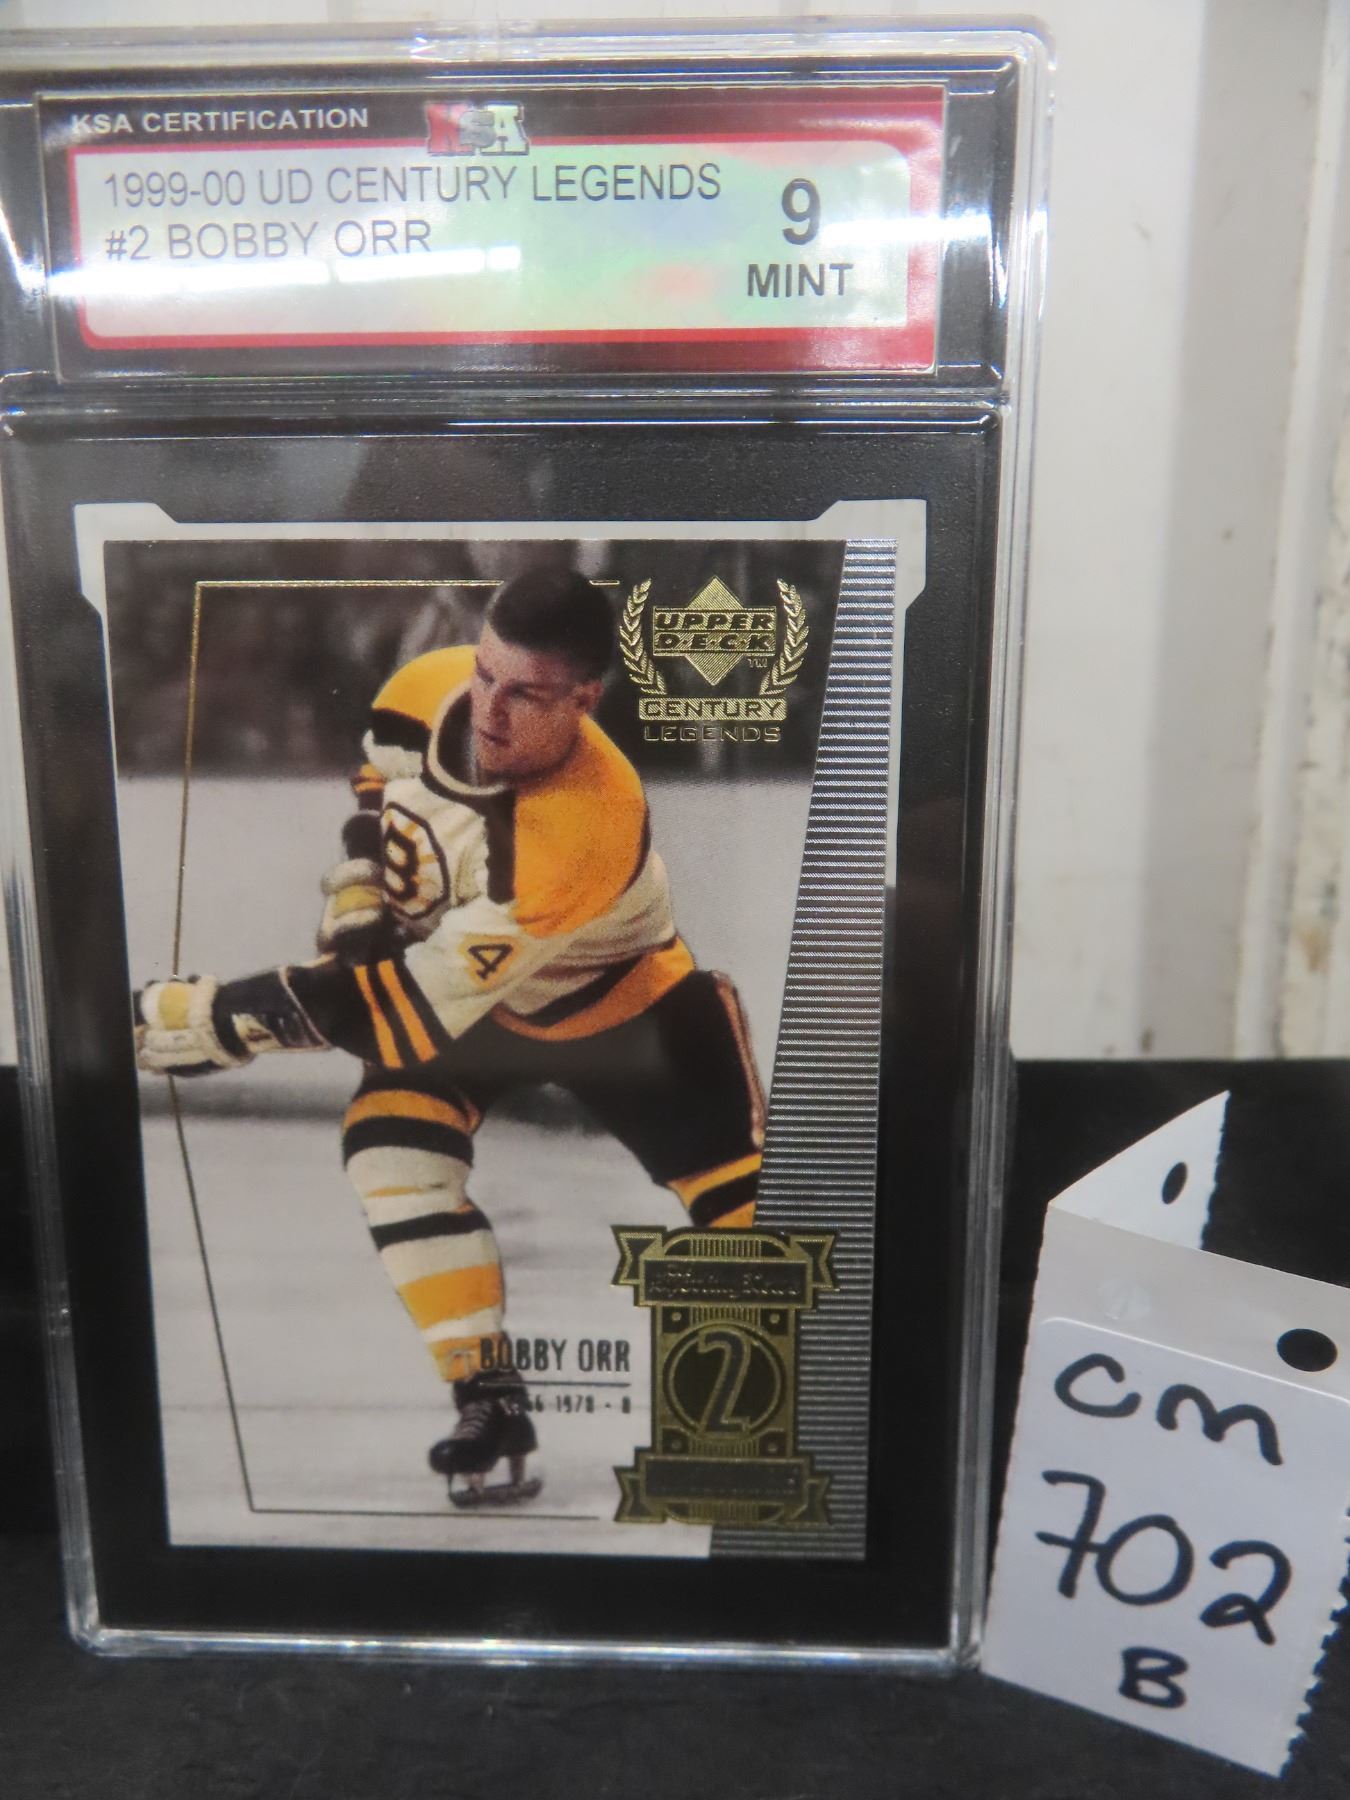 KSA CERTIFICATION
KSA
1999-00 UD CENTURY LEGENDS
#2 BOBBY ORR
9
MINT
UPPER
DECK
TM
CENTURY
LEGENDS
B
4
2
BOBBY ORR
CM
702
B